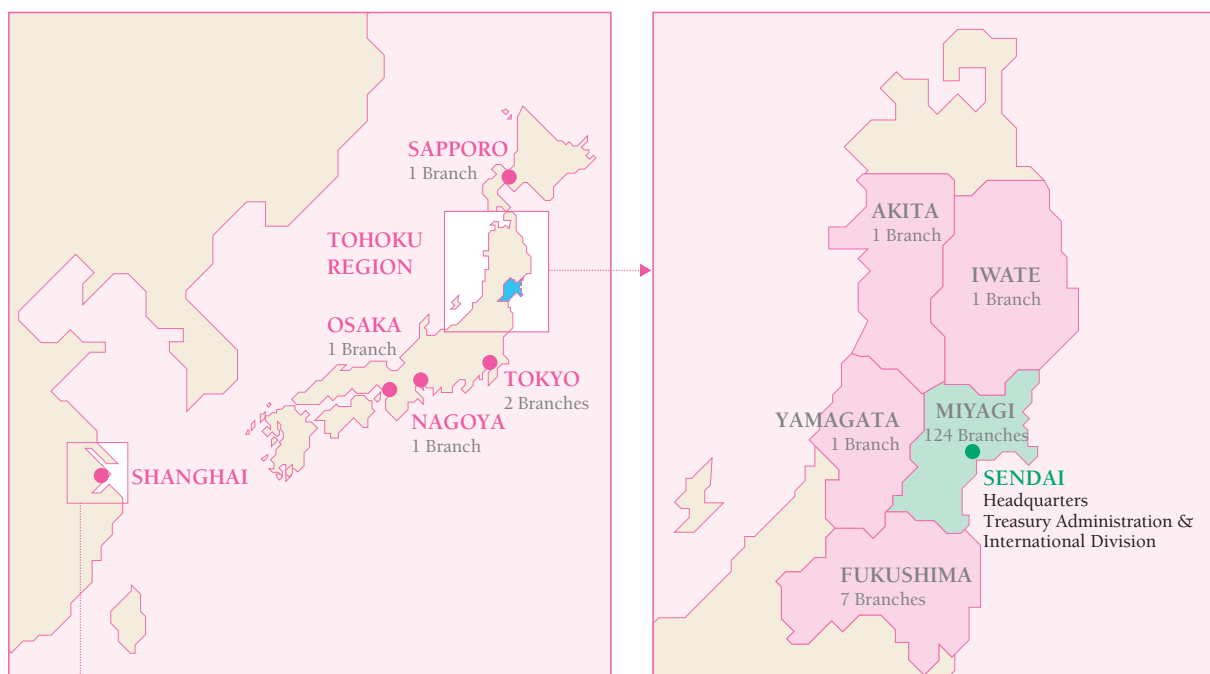 SAPPORO
1 Branch
TOHOKU
REGION
OSAKA
1 Branch
TOKYO
2 Branches
NAGOYA
1 Branch
SHANGHAI
AKITA
1 Branch
IWATE
1 Branch
YAMAGATA
1 Branch
MIYAGI
124 Branches
SENDAI
Headquarters
Treasury Administration &
International Division
FUKUSHIMA
7 Branches